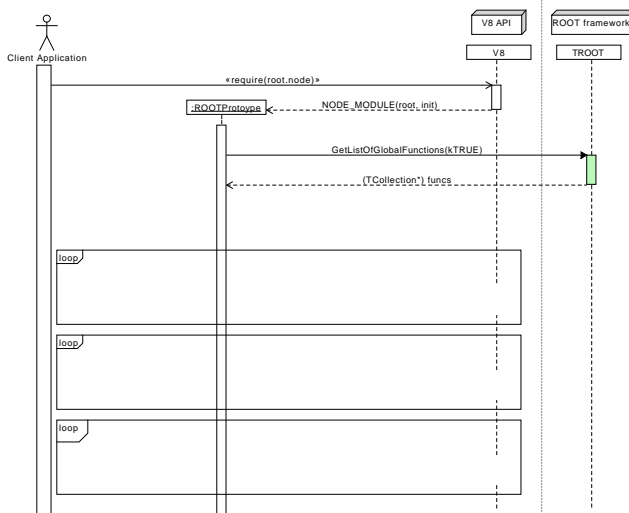 V8 API
ROOT framework
Client Application
V8
TROOT
«require(root.node)»
:ROOTProtoype
NODE_MODULE(root, init)
GetListOfGlobalFunctions(kTRUE)
(TCollection*) funcs
loop
loop
loop